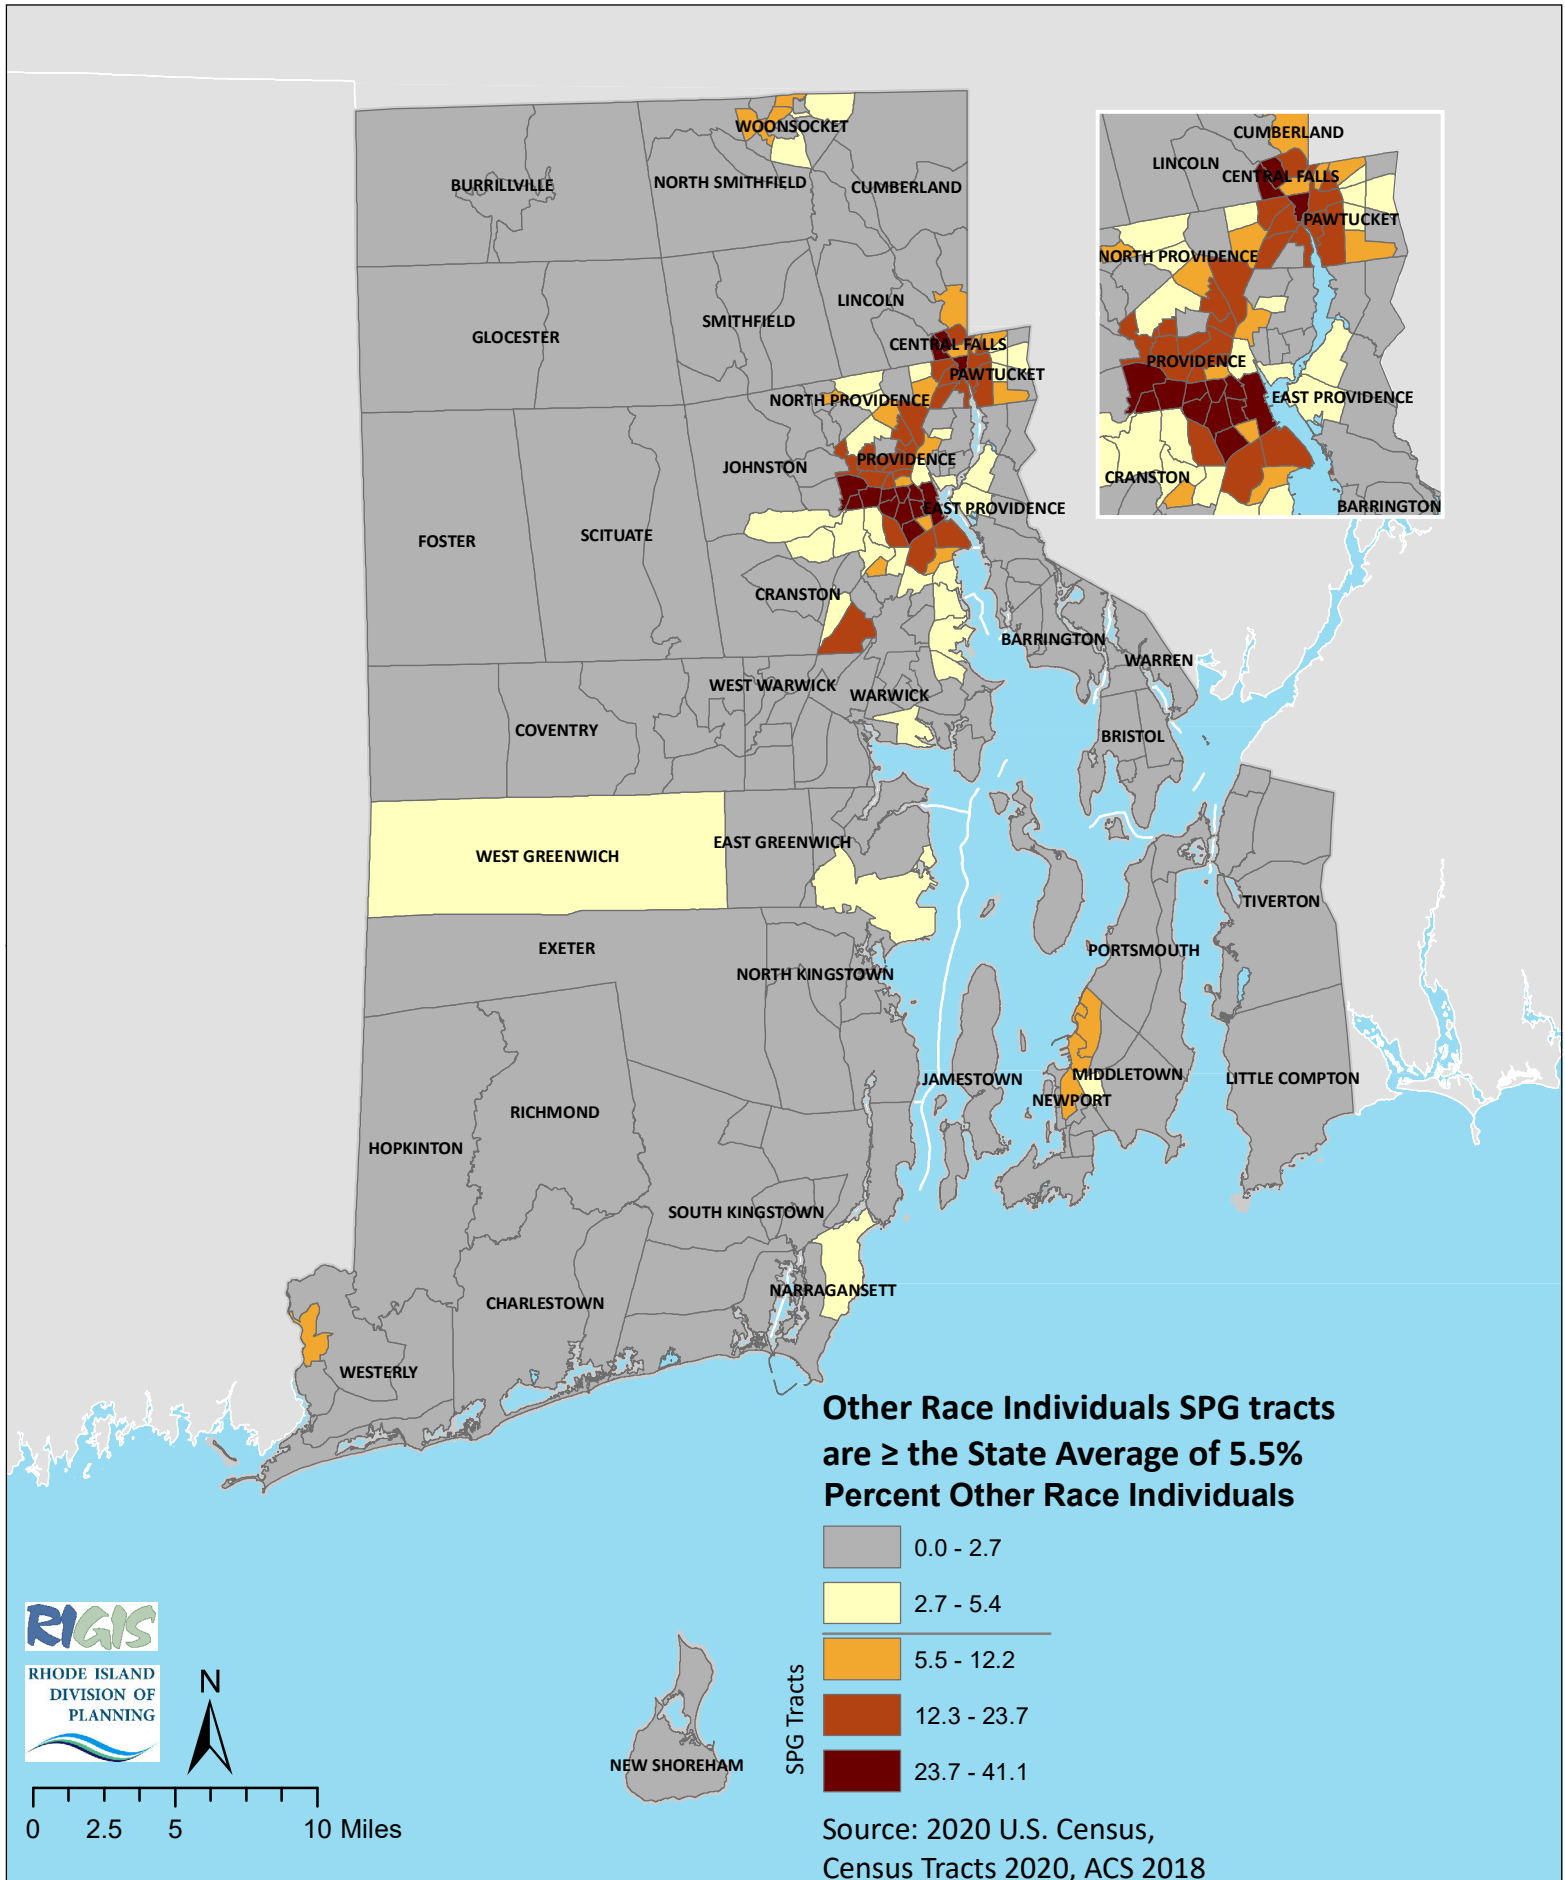 WOONSOCKET
BURRILLVILLE
NORTH SMITHFIELD
CUMBERLAND
GLOCESTER
SMITHFIELD
LINCOLN
CENTRAL FALLS
PAWTUCKET
NORTH PROVIDENCE
JOHNSTON
PROVIDENCE
EAST PROVIDENCE
FOSTER
SCITUATE
CRANSTON
BARRINGTON
WARREN
WEST WARWICK
WARWICK
COVENTRY
BRISTOL
WEST GREENWICH
EAST GREENWICH
TIVERTON
EXETER
NORTH KINGSTOWN
PORTSMOUTH
JAMESTOWN
MIDDLETOWN
NEWPORT
LITTLE COMPTON
RICHMOND
HOPKINTON
SOUTH KINGSTOWN
NARRAGANSETT
CHARLESTOWN
WESTERLY
NEW SHOREHAM
CUMBERLAND
LINCOLN
CENTRAL FALLS
PAWTUCKET
NORTH PROVIDENCE
PROVIDENCE
EAST PROVIDENCE
CRANSTON
BARRINGTON
Other Race Individuals SPG tracts
are ≥ the State Average of 5.5%
Percent Other Race Individuals
0.0 - 2.7
2.7 - 5.4
5.5 - 12.2
12.3 - 23.7
23.7 - 41.1
SPG Tracts
Source: 2020 U.S. Census,
Census Tracts 2020, ACS 2018
RIGIS
RHODE ISLAND
DIVISION OF
PLANNING
N
0 2.5 5 10 Miles